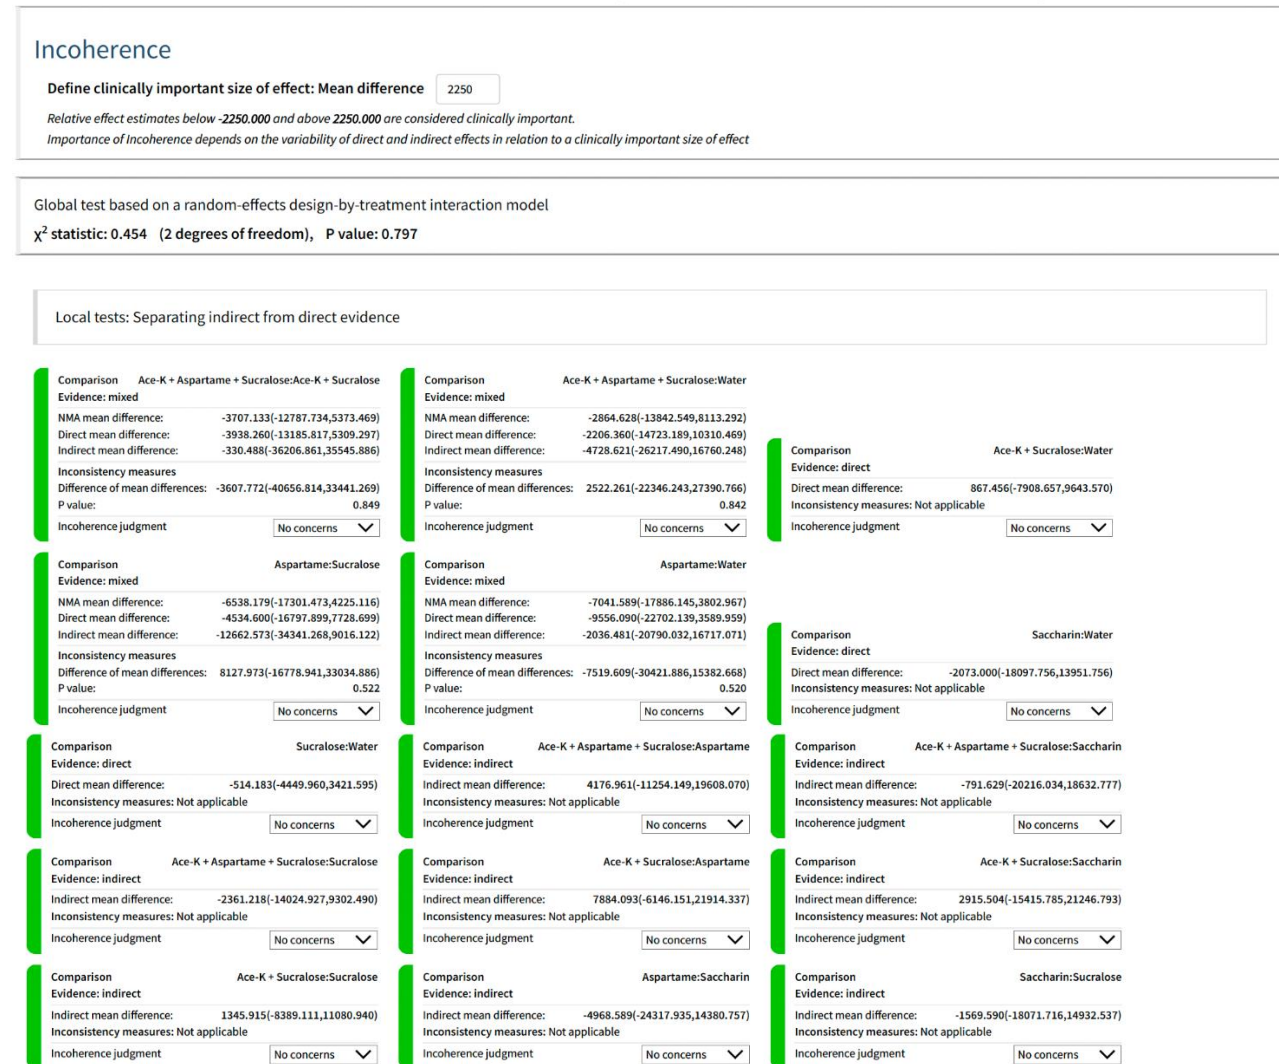 Incoherence
Define clinically important size of effect: Mean difference 2250
Relative effect estimates below -2250.000 and above 2250.000 are considered clinically important.
Importance of Incoherence depends on the variability of direct and indirect effects in relation to a clinically important size of effect
Global test based on a random-effects design-by-treatment interaction model
χ² statistic: 0.454 (2 degrees of freedom), P value: 0.797
Local tests: Separating indirect from direct evidence
Comparison Ace-K + Aspartame + Sucralose:Ace-K + Sucralose
Evidence: mixed
NMA mean difference: -3707.133(-12787.734,5373.469)
Direct mean difference: -3938.260(-13185.817,5309.297)
Indirect mean difference: -330.488(-36206.861,35545.886)
Inconsistency measures
Difference of mean differences: -3607.772(-40656.814,33441.269)
P value: 0.849
Incoherence judgment No concerns
Comparison Ace-K + Aspartame + Sucralose:Water
Evidence: mixed
NMA mean difference: -2864.628(-13842.549,8113.292)
Direct mean difference: -2206.360(-14723.189,10310.469)
Indirect mean difference: -4728.621(-26217.490,16760.248)
Inconsistency measures
Difference of mean differences: 2522.261(-22346.243,27390.766)
P value: 0.842
Incoherence judgment No concerns
Comparison Ace-K + Sucralose:Water
Evidence: direct
Direct mean difference: 867.456(-7908.657,9643.570)
Inconsistency measures: Not applicable
Incoherence judgment No concerns
Comparison Aspartame:Sucralose
Evidence: mixed
NMA mean difference: -6538.179(-17301.473,4225.116)
Direct mean difference: -4534.600(-16797.899,7728.699)
Indirect mean difference: -12662.573(-34341.268,9016.122)
Inconsistency measures
Difference of mean differences: 8127.973(-16778.941,33034.886)
P value: 0.522
Incoherence judgment No concerns
Comparison Aspartame:Water
Evidence: mixed
NMA mean difference: -7041.589(-17886.145,3802.967)
Direct mean difference: -9556.090(-22702.139,3589.959)
Indirect mean difference: -2036.481(-20790.032,16717.071)
Inconsistency measures
Difference of mean differences: -7519.609(-30421.886,15382.668)
P value: 0.520
Incoherence judgment No concerns
Comparison Saccharin:Water
Evidence: direct
Direct mean difference: -2073.000(-18097.756,13951.756)
Inconsistency measures: Not applicable
Incoherence judgment No concerns
Comparison Sucralose:Water
Evidence: direct
Direct mean difference: -514.183(-4449.960,3421.595)
Inconsistency measures: Not applicable
Incoherence judgment No concerns
Comparison Ace-K + Aspartame + Sucralose:Aspartame
Evidence: indirect
Indirect mean difference: 4176.961(-11254.149,19608.070)
Inconsistency measures: Not applicable
Incoherence judgment No concerns
Comparison Ace-K + Aspartame + Sucralose:Saccharin
Evidence: indirect
Indirect mean difference: -791.629(-20216.034,18632.777)
Inconsistency measures: Not applicable
Incoherence judgment No concerns
Comparison Ace-K + Aspartame + Sucralose:Sucralose
Evidence: indirect
Indirect mean difference: -2361.218(-14024.927,9302.490)
Inconsistency measures: Not applicable
Incoherence judgment No concerns
Comparison Ace-K + Sucralose:Aspartame
Evidence: indirect
Indirect mean difference: 7884.093(-6146.151,21914.337)
Inconsistency measures: Not applicable
Incoherence judgment No concerns
Comparison Ace-K + Sucralose:Saccharin
Evidence: indirect
Indirect mean difference: 2915.504(-15415.785,21246.793)
Inconsistency measures: Not applicable
Incoherence judgment No concerns
Comparison Ace-K + Sucralose:Sucralose
Evidence: indirect
Indirect mean difference: 1345.915(-8389.111,11080.940)
Inconsistency measures: Not applicable
Incoherence judgment No concerns
Comparison Aspartame:Saccharin
Evidence: indirect
Indirect mean difference: -4968.589(-24317.935,14380.757)
Inconsistency measures: Not applicable
Incoherence judgment No concerns
Comparison Saccharin:Sucralose
Evidence: indirect
Indirect mean difference: -1569.590(-18071.716,14932.537)
Inconsistency measures: Not applicable
Incoherence judgment No concerns